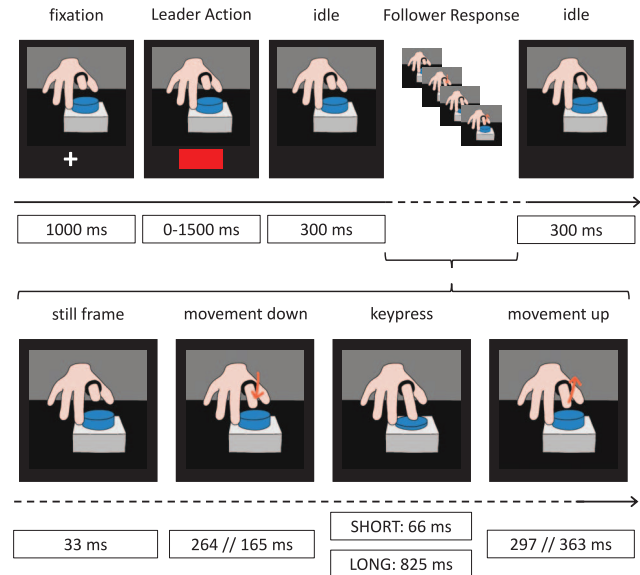 fixation
Leader Action
idle
Follower Response
idle
+
1000 ms
0-1500 ms
300 ms
300 ms
still frame
movement down
keypress
movement up
33 ms
264 // 165 ms
SHORT: 66 ms
LONG: 825 ms
297 // 363 ms